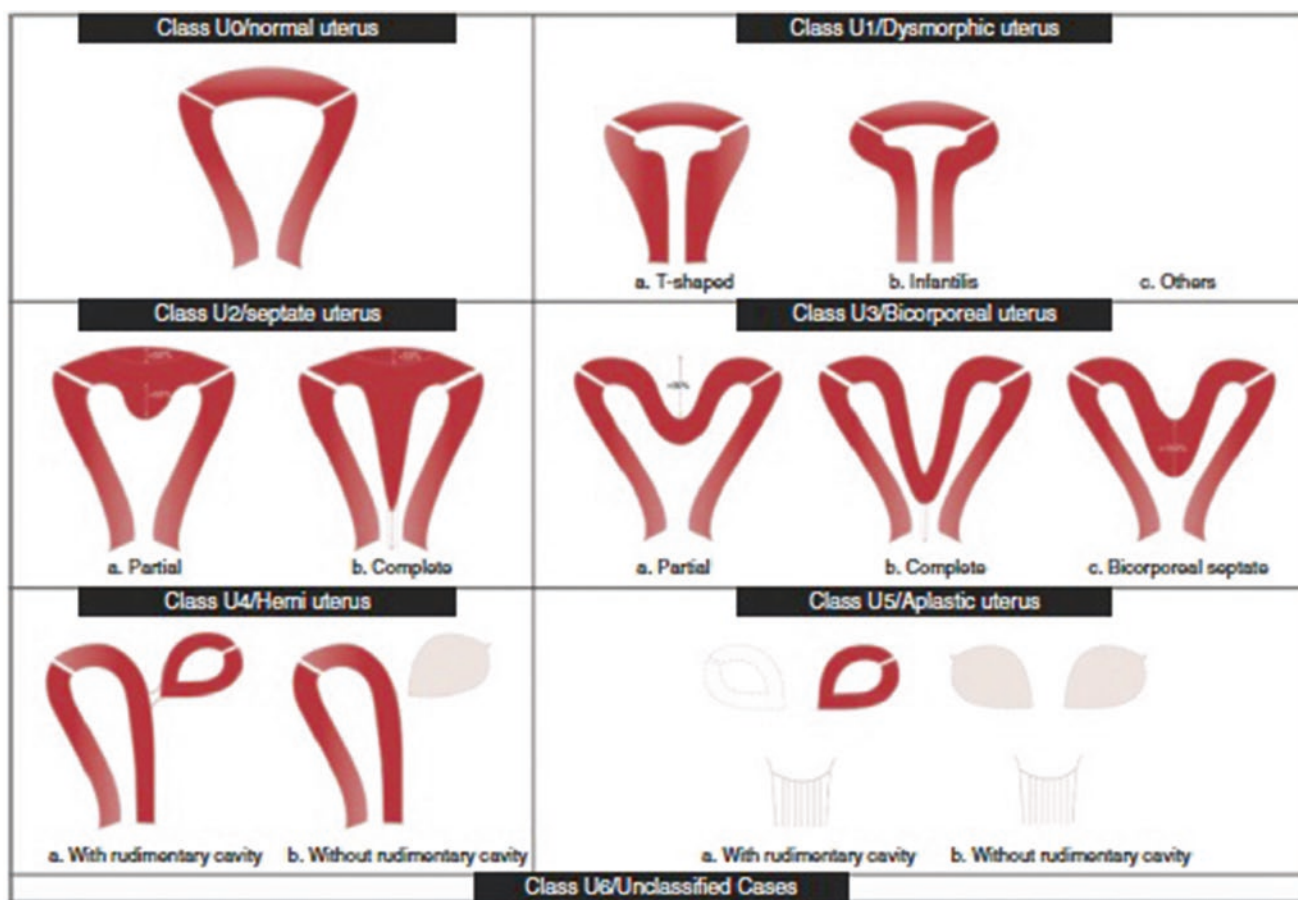 Class U0/normal uterus
Class U1/Dysmorphic uterus
a. T-shaped
b. Infantilis
c. Others
Class U2/septate uterus
Class U3/Bicorporeal uterus
a. Partial
b. Complete
a. Partial
b. Complete
c. Bicorporeal septate
Class U4/Hemi uterus
Class U5/Aplastic uterus
a. With rudimentary cavity
b. Without rudimentary cavity
a. With rudimentary cavity
b. Without rudimentary cavity
Class U6/Unclassified Cases